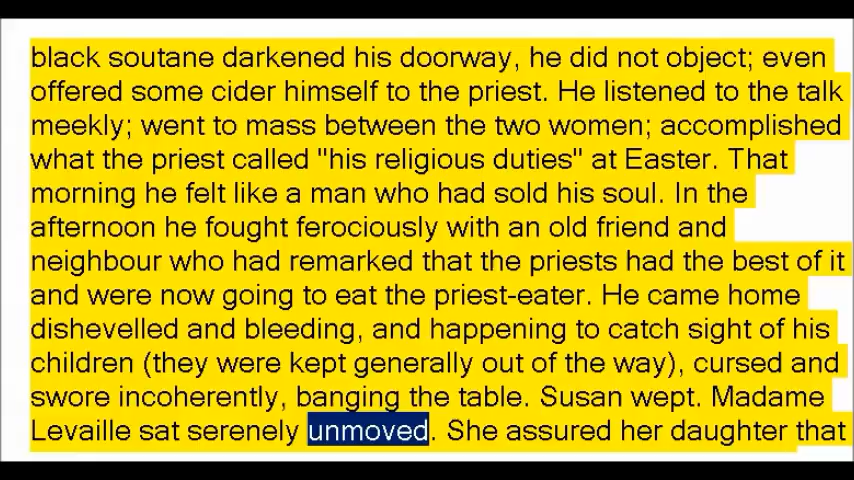 black soutane darkened his doorway, he did not object; even
offered some cider himself to the priest. He listened to the talk
meekly; went to mass between the two women; accomplished
what the priest called "his religious duties" at Easter. That
morning he felt like a man who had sold his soul. In the
afternoon he fought ferociously with an old friend and
neighbour who had remarked that the priests had the best of it
and were now going to eat the priest-eater. He came home
dishevelled and bleeding, and happening to catch sight of his
children (they were kept generally out of the way), cursed and
swore incoherently, banging the table. Susan wept. Madame
Levaille sat serenely unmoved. She assured her daughter that